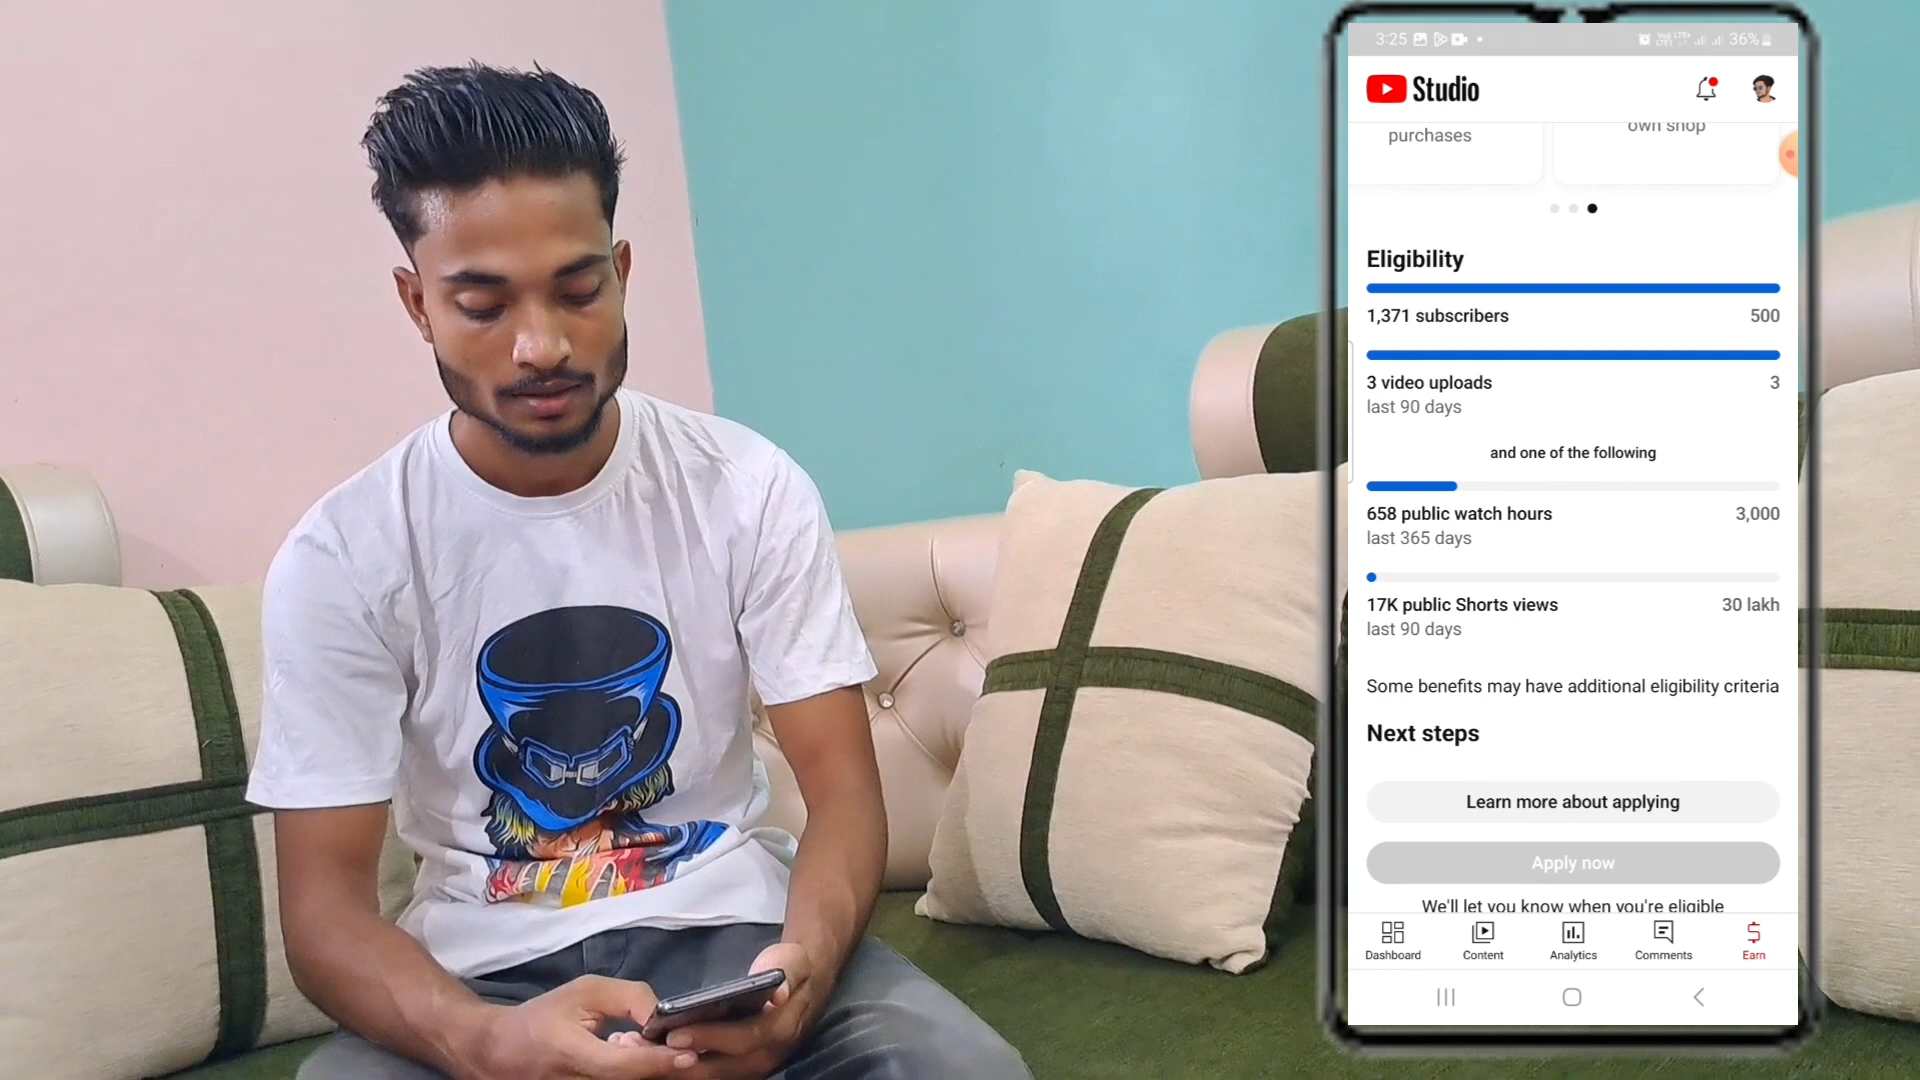 3:25
VoI LTE+
LTE1
36%
Studio
purchases
own shop
Eligibility
1,371 subscribers 500
3 video uploads 3
last 90 days
and one of the following
658 public watch hours 3,000
last 365 days
17K public Shorts views 30 lakh
last 90 days
Some benefits may have additional eligibility criteria
Next steps
Learn more about applying
Apply now
We'll let you know when you're eligible
Dashboard Content Analytics Comments Earn